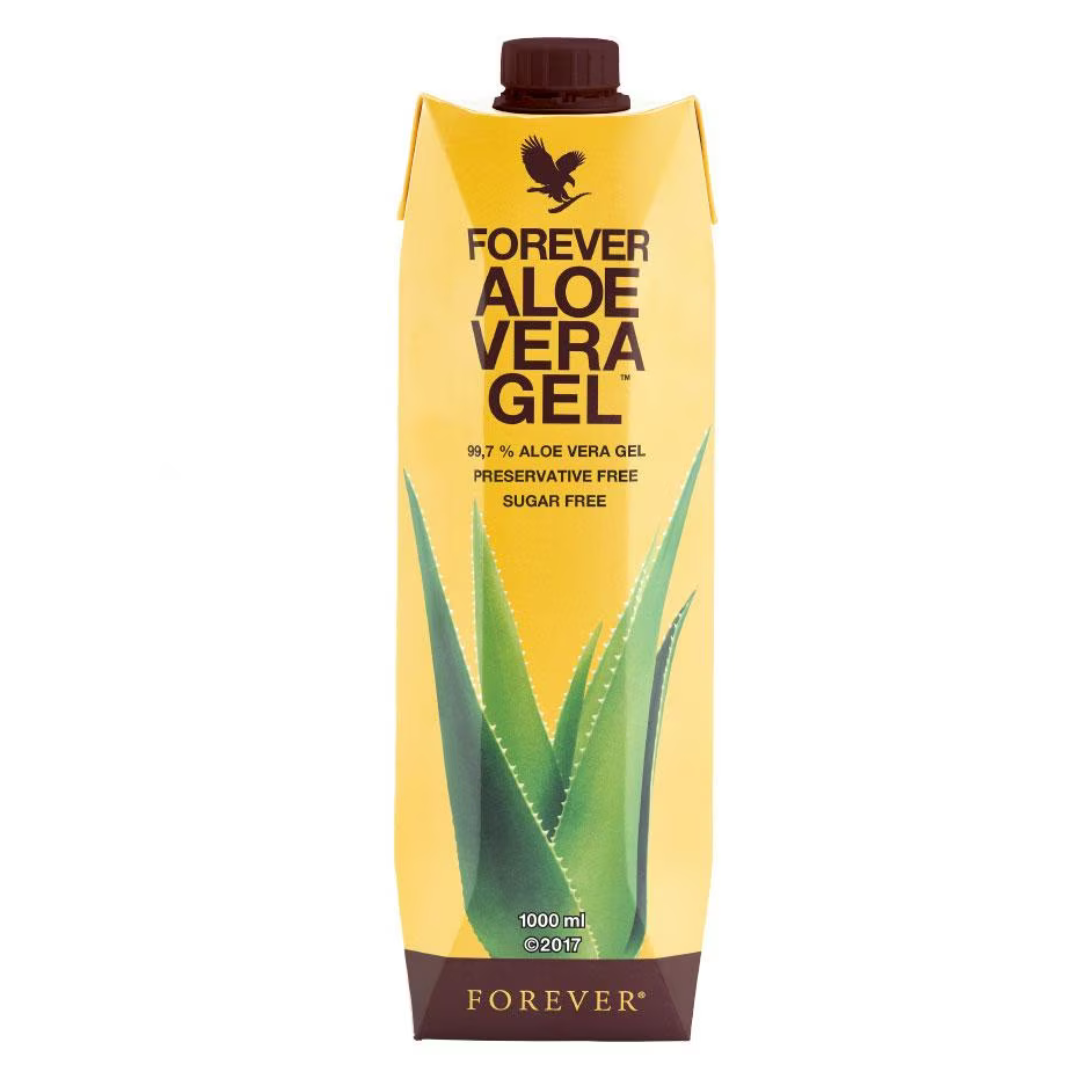 FOREVER
ALOE
VERA
GEL™
99,7 % ALOE VERA GEL
PRESERVATIVE FREE
SUGAR FREE
1000 ml
©2017
FOREVER®